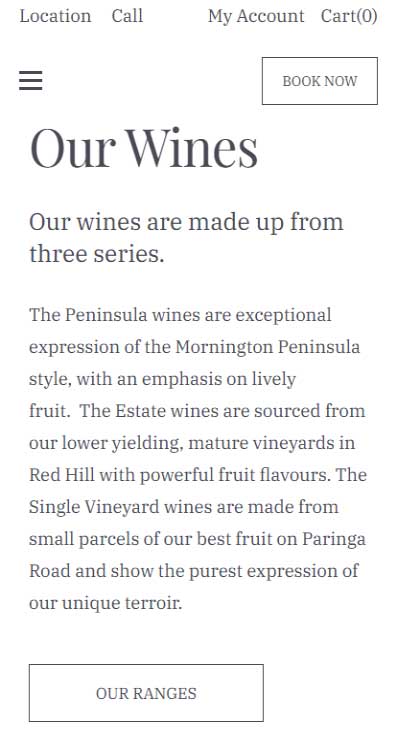 Location Call My Account Cart(0)
BOOK NOW
Our Wines
Our wines are made up from
three series.
The Peninsula wines are exceptional
expression of the Mornington Peninsula
style, with an emphasis on lively
fruit.  The Estate wines are sourced from
our lower yielding, mature vineyards in
Red Hill with powerful fruit flavours. The
Single Vineyard wines are made from
small parcels of our best fruit on Paringa
Road and show the purest expression of
our unique terroir.
OUR RANGES